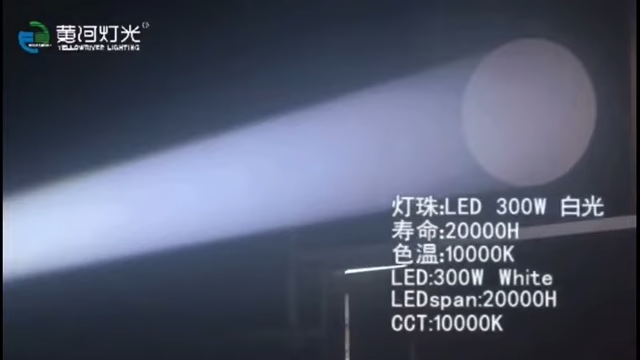 黄河灯光
YELLOWRIVER LIGHTING
灯珠:LED 300W 白光
寿命:20000H
色温:10000K
LED:300W White
LEDspan:20000H
CCT:10000K